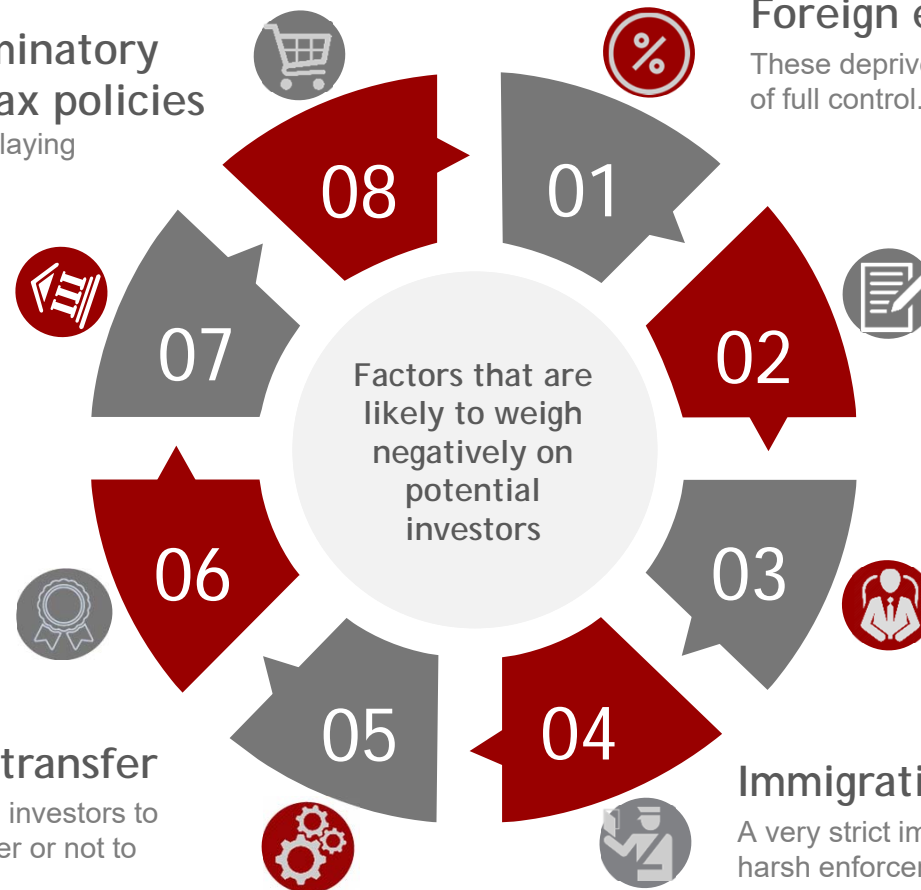 Foreign e
These deprive
of full control.
minatory
ax policies
laying
08
01
07
02
Factors that are
likely to weigh
negatively on
potential
investors
06
03
05
04
transfer
investors to
er or not to
Immigrati
A very strict im
harsh enforcer
%